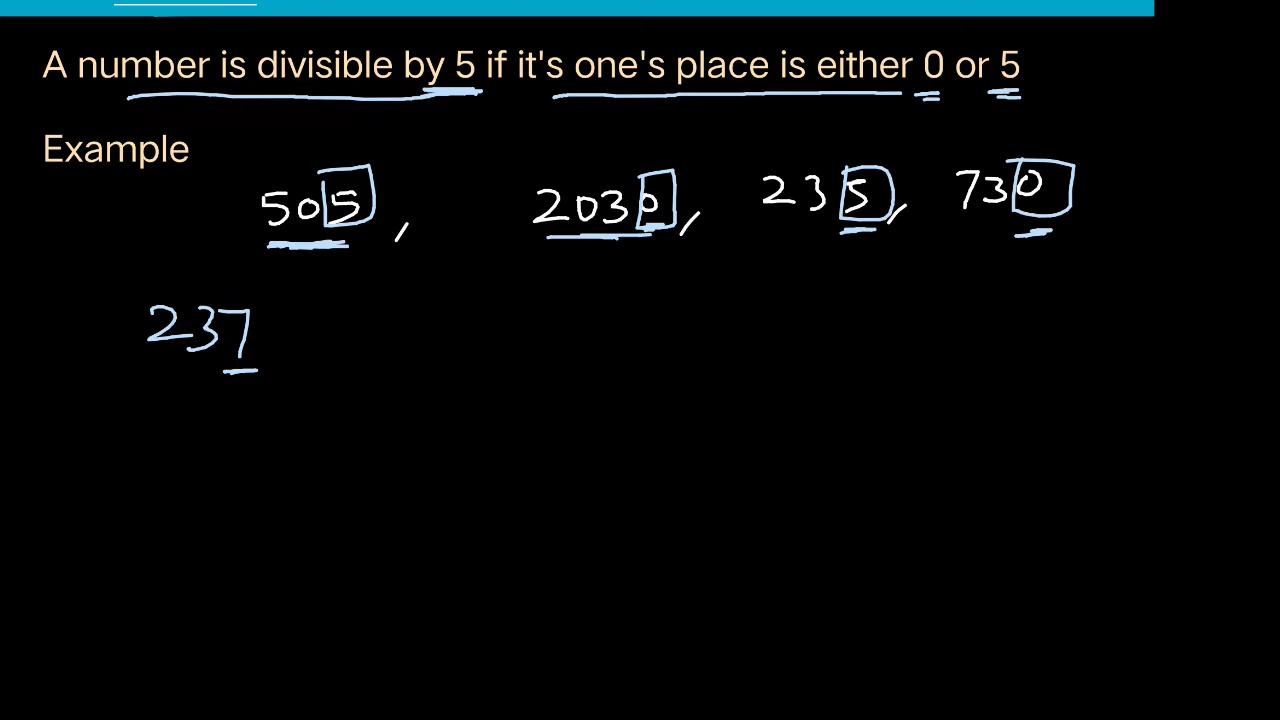 A number is divisible by 5 if it's one's place is either 0 or 5
Example
505, 2030, 235, 730
237